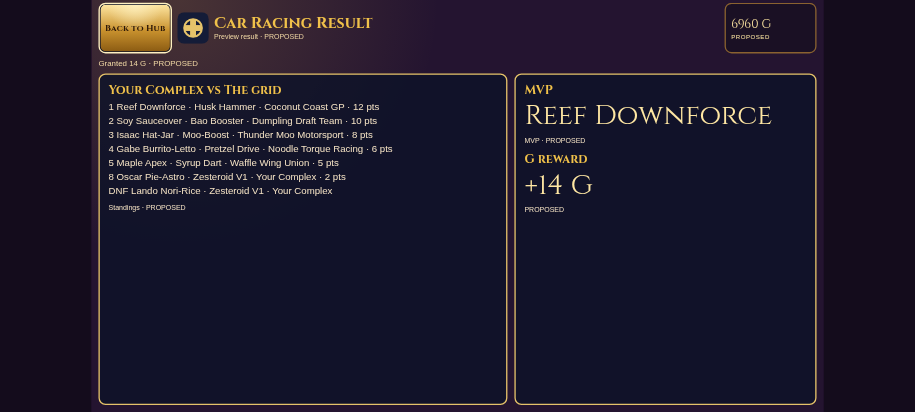 Back to Hub
Car Racing Result
Preview result · PROPOSED
6960 G
PROPOSED
Granted 14 G · PROPOSED
Your Complex vs The grid
1 Reef Downforce · Husk Hammer · Coconut Coast GP · 12 pts
2 Soy Sauceover · Bao Booster · Dumpling Draft Team · 10 pts
3 Isaac Hat-Jar · Moo-Boost · Thunder Moo Motorsport · 8 pts
4 Gabe Burrito-Letto · Pretzel Drive · Noodle Torque Racing · 6 pts
5 Maple Apex · Syrup Dart · Waffle Wing Union · 5 pts
8 Oscar Pie-Astro · Zesteroid V1 · Your Complex · 2 pts
DNF Lando Nori-Rice · Zesteroid V1 · Your Complex
Standings · PROPOSED
MVP
Reef Downforce
MVP · PROPOSED
G reward
+14 G
PROPOSED